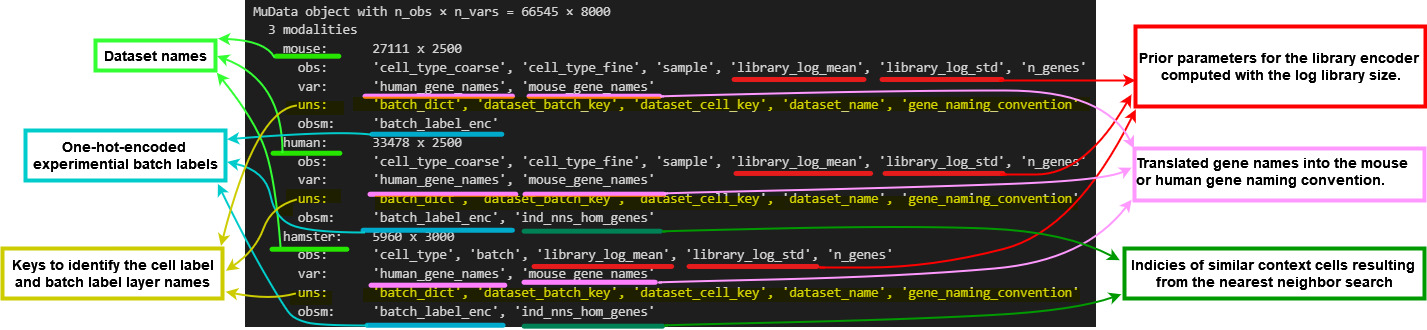 MuData object with n_obs × n_vars = 66545 × 8000
3 modalities
mouse: 27111 x 2500
obs: 'cell_type_coarse', 'cell_type_fine', 'sample', 'library_log_mean', 'library_log_std', 'n_genes'
var: 'human_gene_names', 'mouse_gene_names'
uns: 'batch_dict', 'dataset_batch_key', 'dataset_cell_key', 'dataset_name', 'gene_naming_convention'
obsm: 'batch_label_enc'
human: 33478 x 2500
obs: 'cell_type_coarse', 'cell_type_fine', 'sample', 'library_log_mean', 'library_log_std', 'n_genes'
var: 'human_gene_names', 'mouse_gene_names'
uns: 'batch_dict', 'dataset_batch_key', 'dataset_cell_key', 'dataset_name', 'gene_naming_convention'
obsm: 'batch_label_enc', 'ind_nns_hom_genes'
hamster: 5960 x 3000
obs: 'cell_type', 'batch', 'library_log_mean', 'library_log_std', 'n_genes'
var: 'human_gene_names', 'mouse_gene_names'
uns: 'batch_dict', 'dataset_batch_key', 'dataset_cell_key', 'dataset_name', 'gene_naming_convention'
obsm: 'batch_label_enc', 'ind_nns_hom_genes'
Dataset names
One-hot-encoded
experimential batch labels
Keys to identify the cell label
and batch label layer names
Prior parameters for the library encoder
computed with the log library size.
Translated gene names into the mouse
or human gene naming convention.
Indicies of similar context cells resulting
from the nearest neighbor search